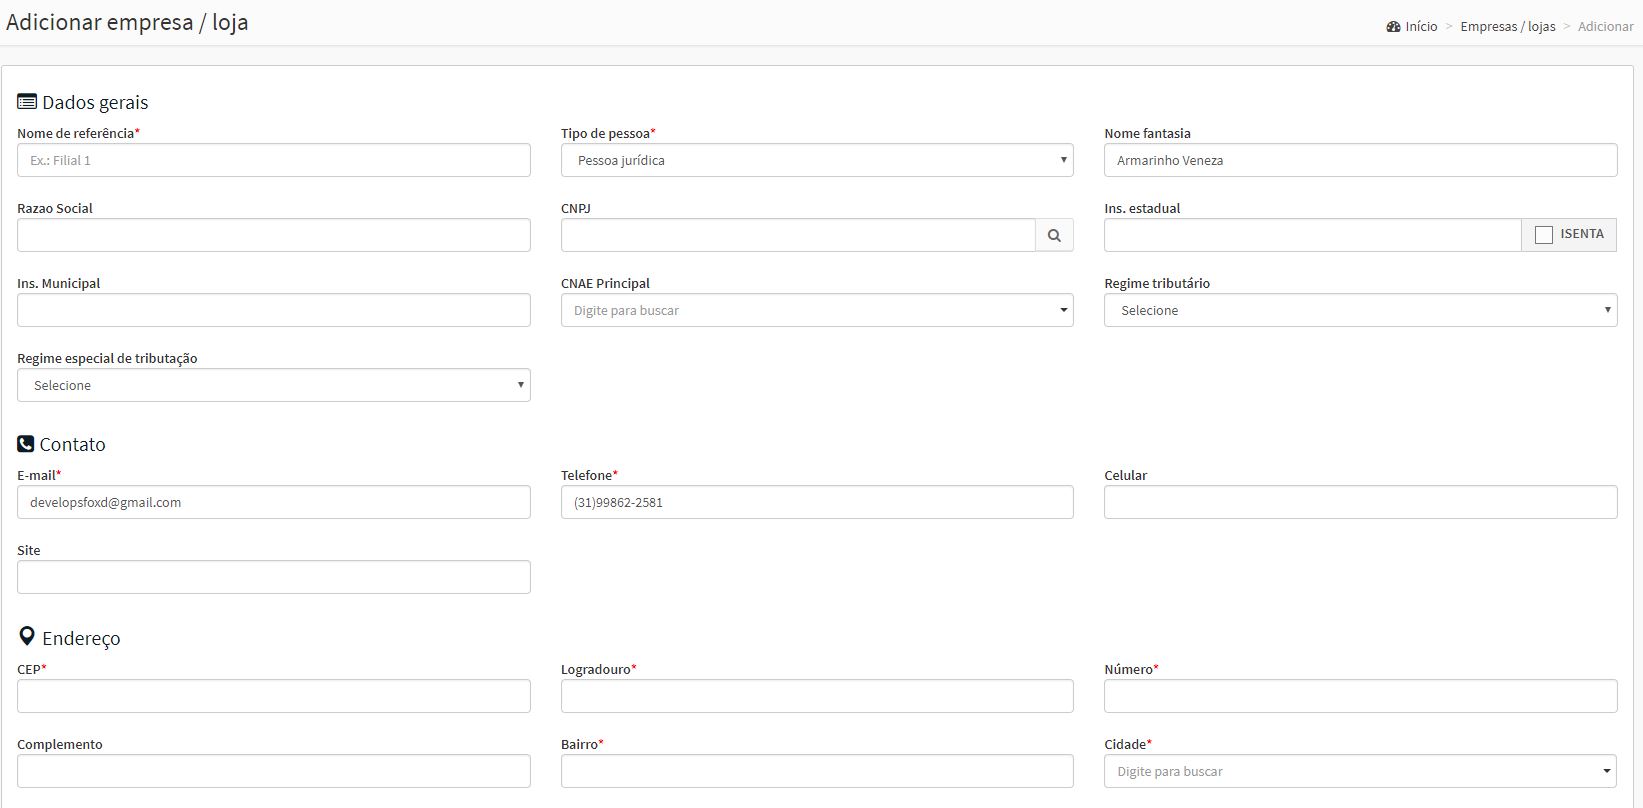 Adicionar empresa / loja
Início > Empresas / lojas > Adicionar
Dados gerais
Nome de referência* Tipo de pessoa* Nome fantasia
Ex.: Filial 1 Pessoa jurídica Armarinho Veneza
Razao Social CNPJ Ins. estadual
ISENTA
Ins. Municipal CNAE Principal Regime tributário
Digite para buscar Selecione
Regime especial de tributação
Selecione
Contato
E-mail* Telefone* Celular
developsfoxd@gmail.com (31)99862-2581
Site
Endereço
CEP* Logradouro* Número*
Complemento Bairro* Cidade*
Digite para buscar